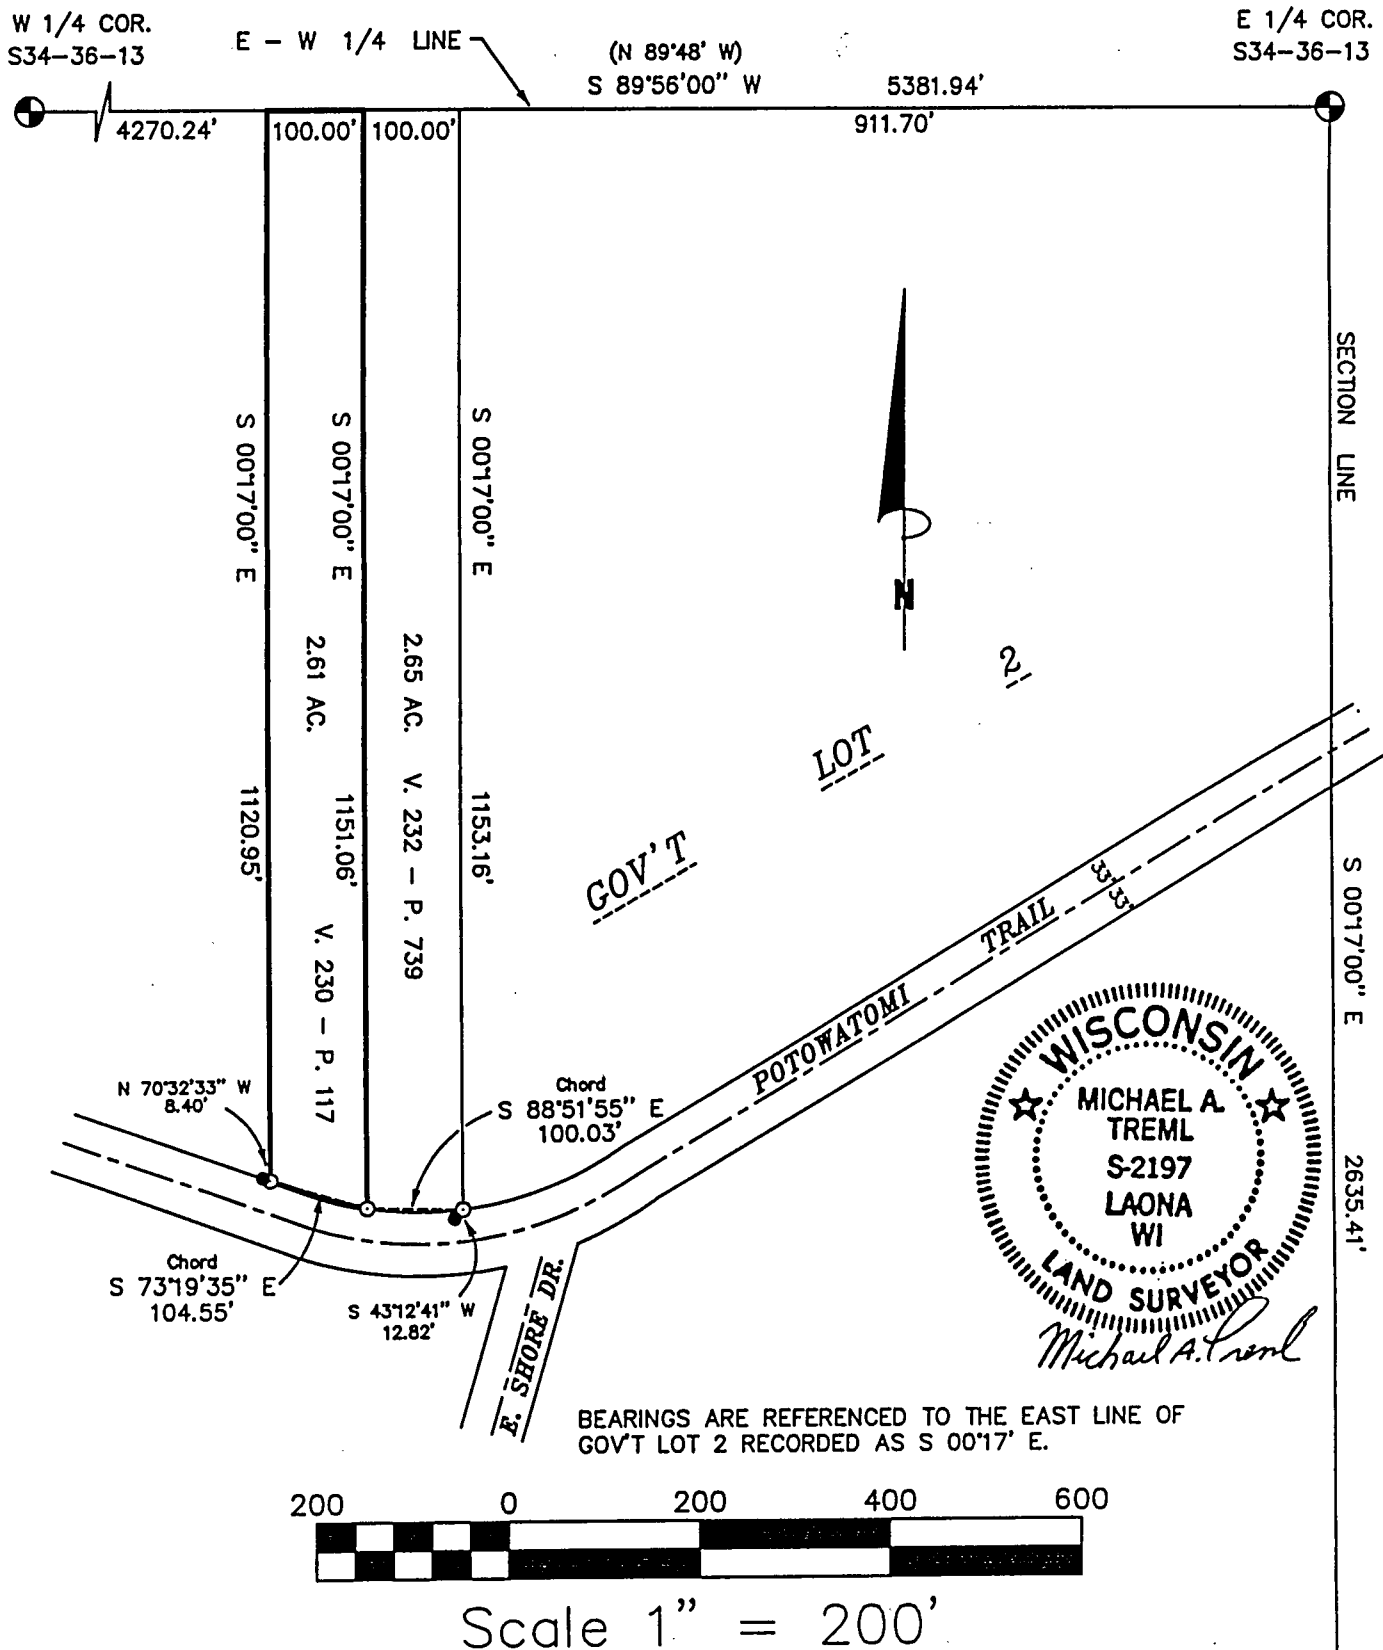 W 1/4 COR.
S34-36-13
E - W 1/4 LINE
(N 89°48' W)
S 89°56'00" W
5381.94'
E 1/4 COR.
S34-36-13
4270.24'
100.00'
100.00'
911.70'
S 00°17'00" E
S 00°17'00" E
S 00°17'00" E
SECTION LINE
N
2.61 AC.
2.65 AC. V. 232 - P. 739
1120.95'
1151.06'
1153.16'
V. 230 - P. 117
GOV'T LOT 2
33'
33'
POTOWATOMI TRAIL
S 00°17'00" E
2635.41'
N 70°32'33" W
8.40'
Chord
S 88°51'55" E
100.03'
Chord
S 73°19'35" E
104.55'
S 43°12'41" W
12.82'
E. SHORE DR.
WISCONSIN
MICHAEL A.
TREML
S-2197
LAONA
WI
LAND SURVEYOR
Michael A. Treml
BEARINGS ARE REFERENCED TO THE EAST LINE OF
GOV'T LOT 2 RECORDED AS S 00°17' E.
200 0 200 400 600
Scale 1" = 200'